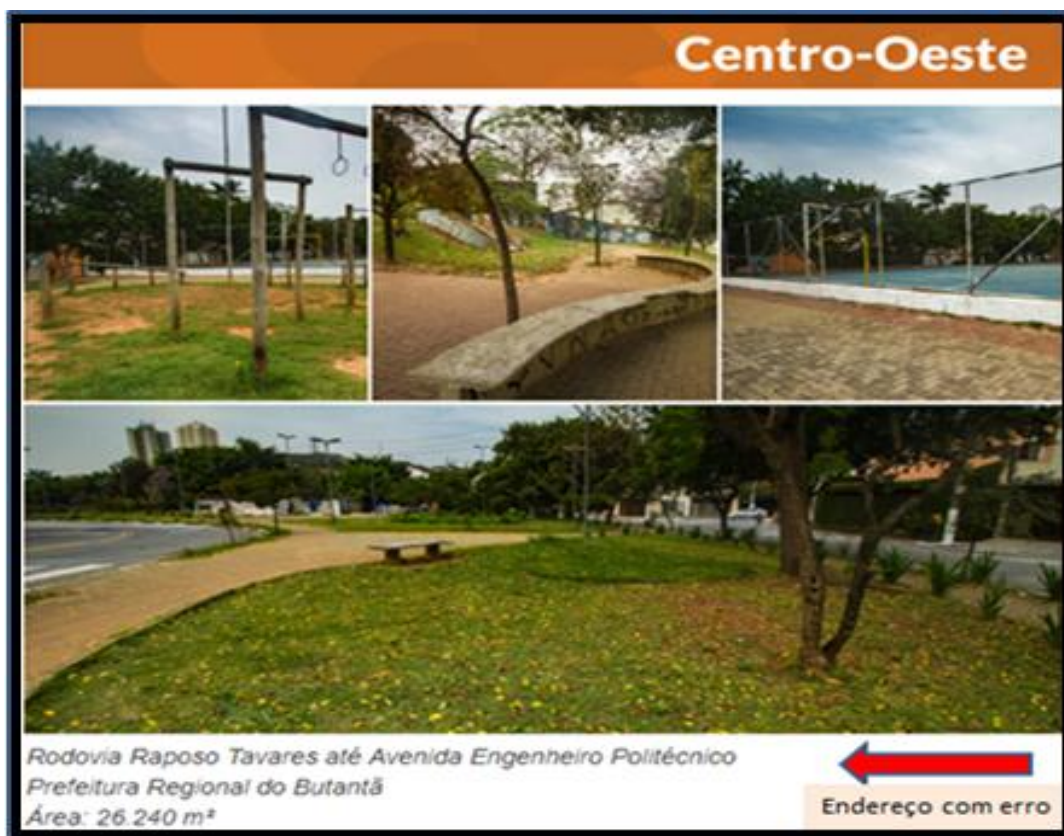 Centro-Oeste
Rodovia Raposo Tavares até Avenida Engenheiro Politécnico
Prefeitura Regional do Butantã
Área: 26.240 m²
Endereço com erro